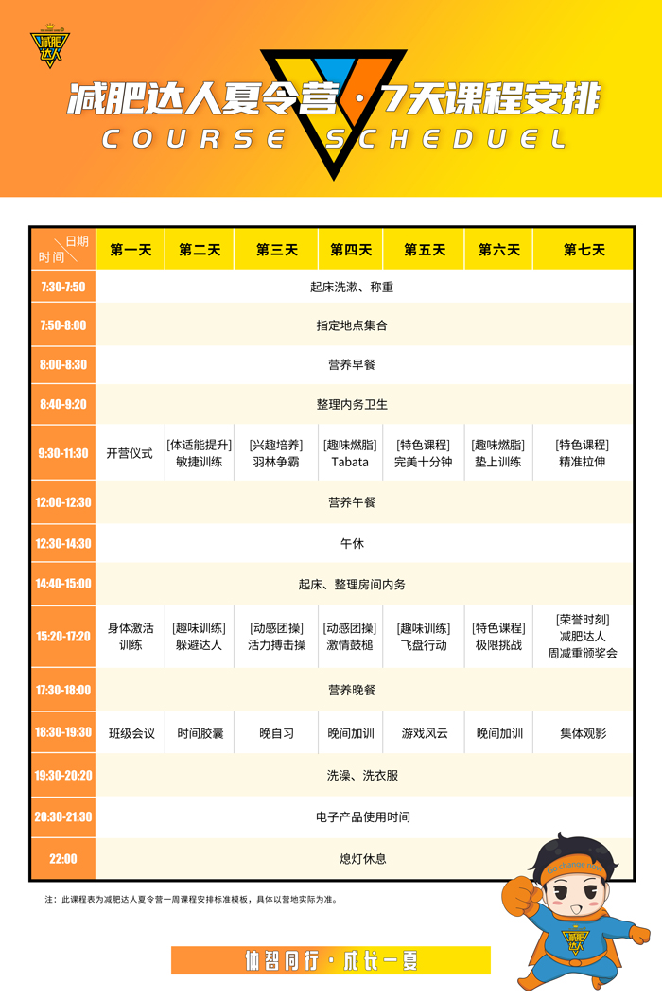 减肥达人
减肥达人夏令营·7天课程安排
COURSE SCHEDUEL
日期
时间
第一天 第二天 第三天 第四天 第五天 第六天 第七天
7:30-7:50 起床洗漱、称重
7:50-8:00 指定地点集合
8:00-8:30 营养早餐
8:40-9:20 整理内务卫生
9:30-11:30 开营仪式 [体适能提升] 敏捷训练 [兴趣培养] 羽林争霸 [趣味燃脂] Tabata [特色课程] 完美十分钟 [趣味燃脂] 垫上训练 [特色课程] 精准拉伸
12:00-12:30 营养午餐
12:30-14:30 午休
14:40-15:00 起床、整理房间内务
15:20-17:20 身体激活训练 [趣味训练] 躲避达人 [动感团操] 活力搏击操 [动感团操] 激情鼓槌 [趣味训练] 飞盘行动 [特色课程] 极限挑战 [荣誉时刻] 减肥达人 周减重颁奖会
17:30-18:00 营养晚餐
18:30-19:30 班级会议 时间胶囊 晚自习 晚间加训 游戏风云 晚间加训 集体观影
19:30-20:20 洗澡、洗衣服
20:30-21:30 电子产品使用时间
22:00 熄灯休息
注：此课程表为减肥达人夏令营一周课程安排标准模板，具体以营地实际为准。
Go change now
减肥达人
体智同行·成长一夏